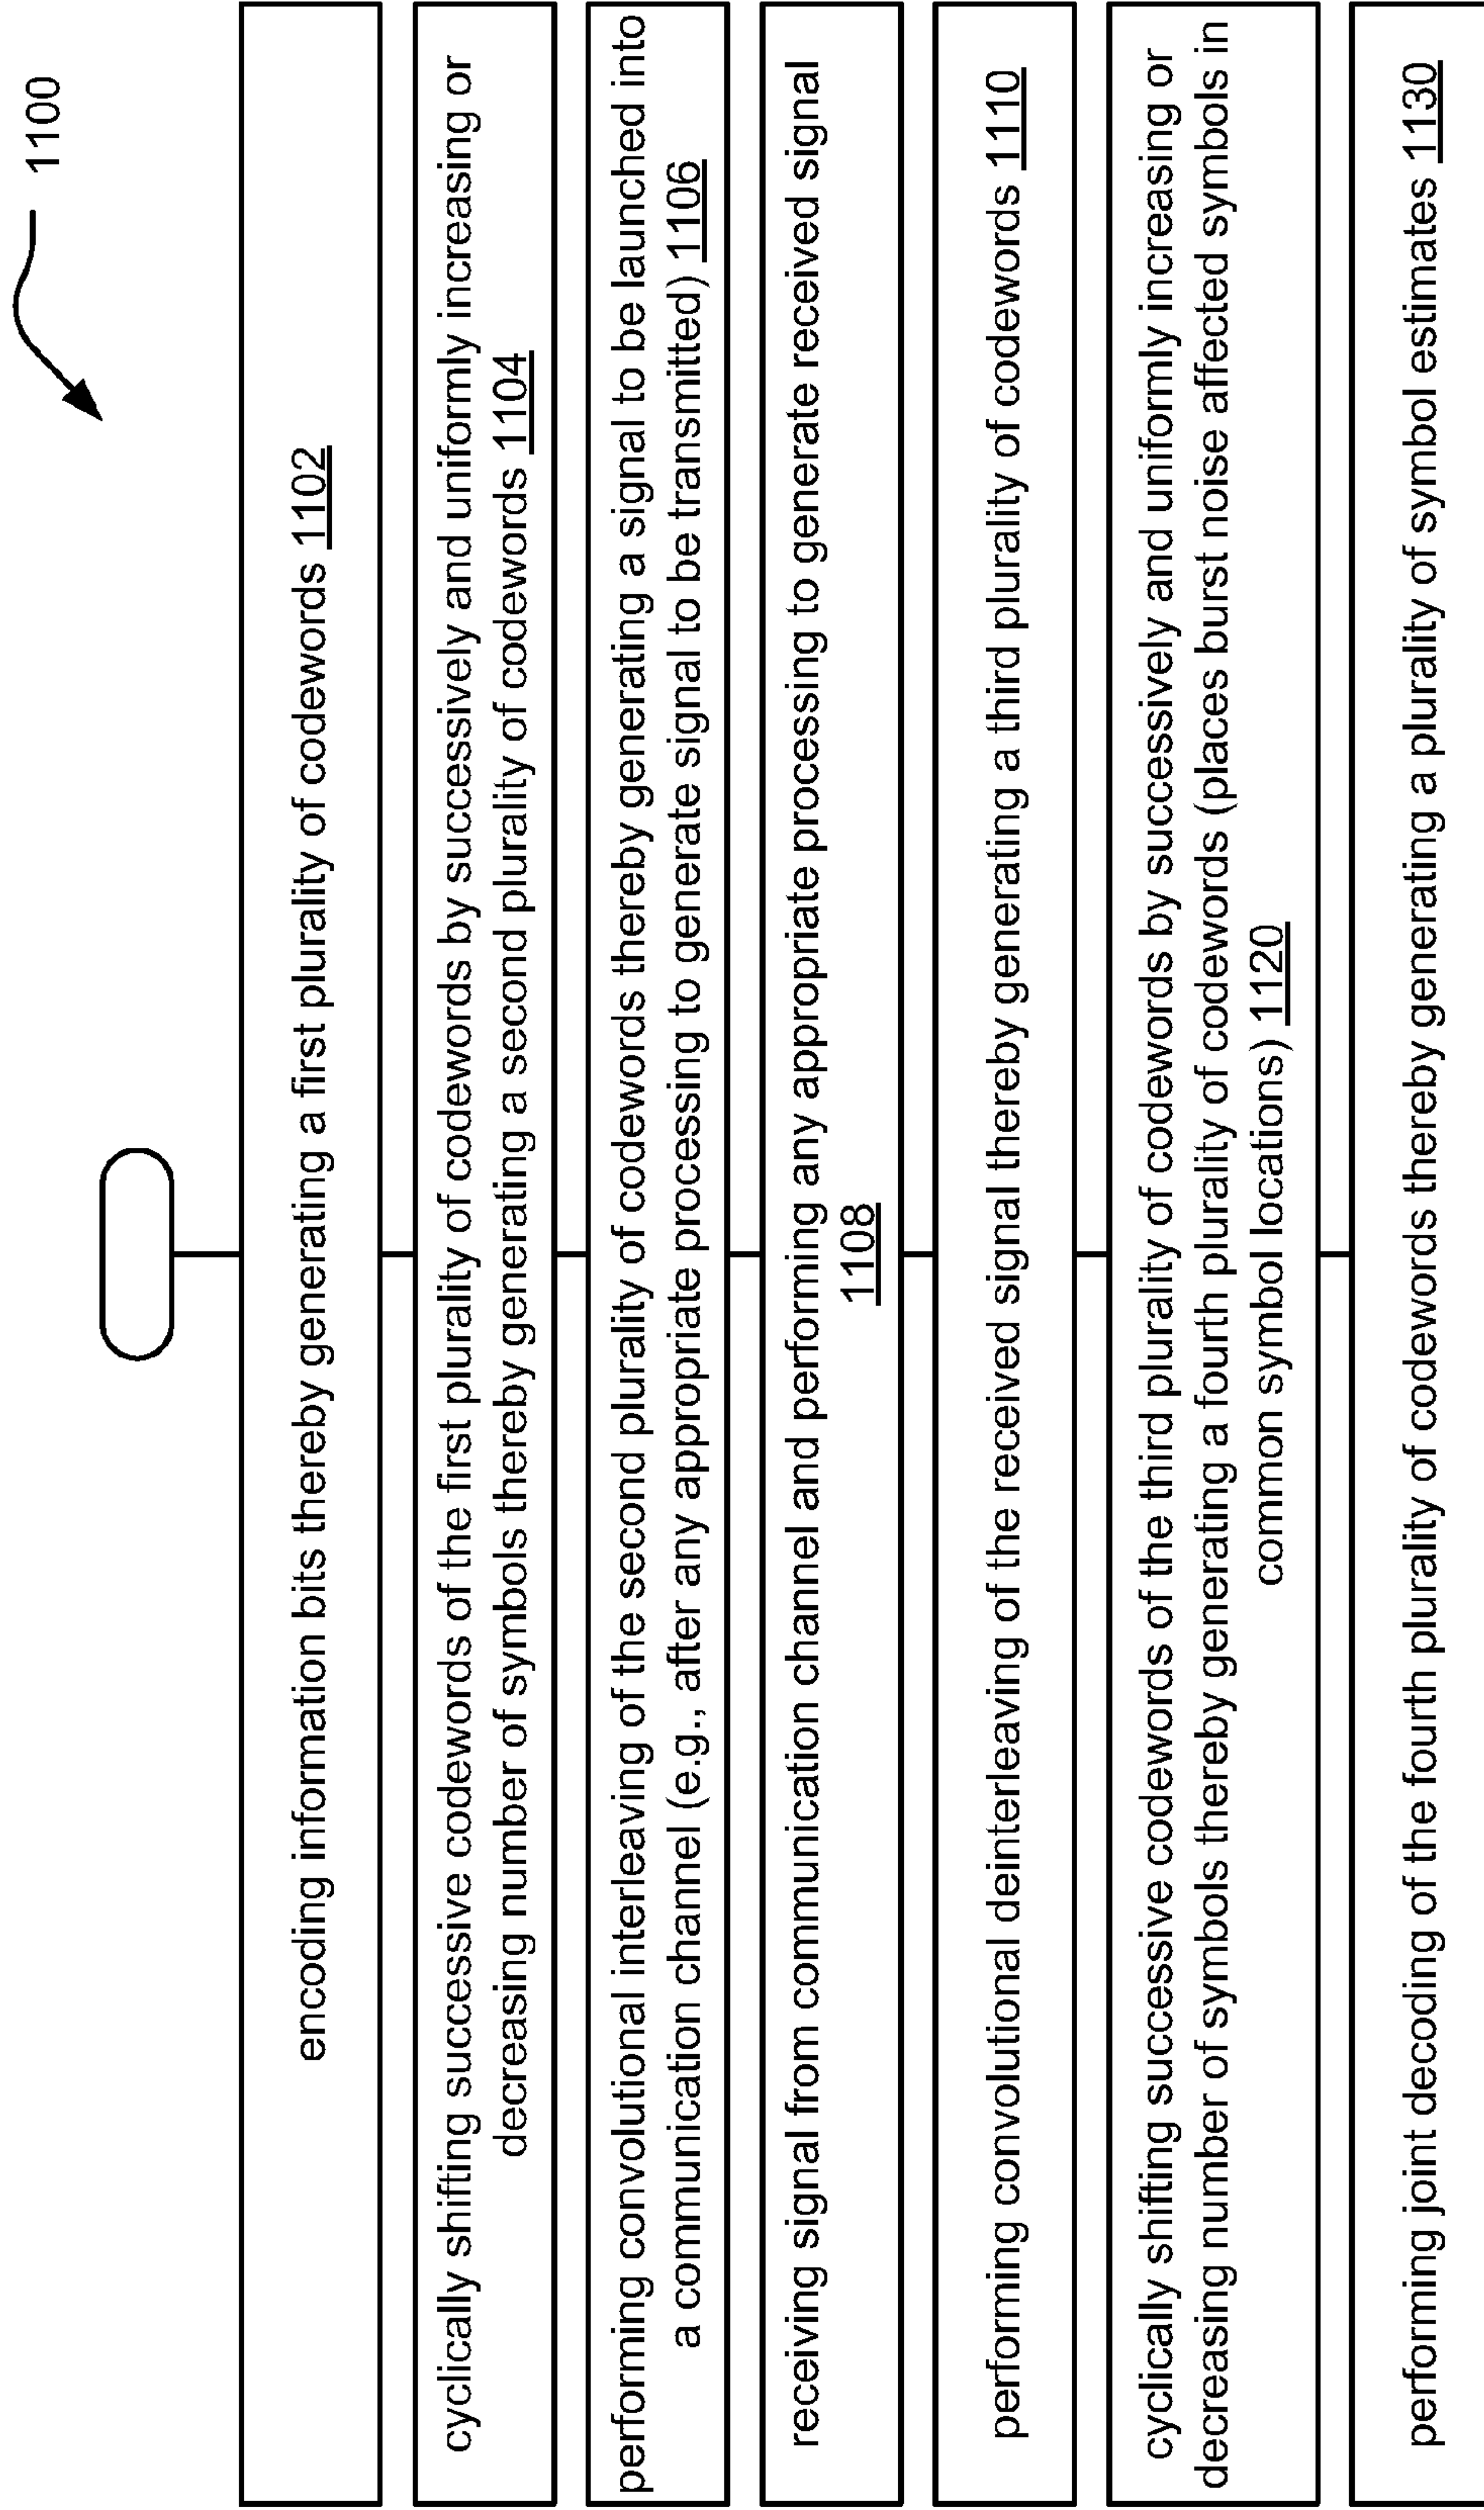 1100
encoding information bits thereby generating a first plurality of codewords 1102
cyclically shifting successive codewords of the first plurality of codewords by successively and uniformly increasing or
decreasing number of symbols thereby generating a second plurality of codewords 1104
performing convolutional interleaving of the second plurality of codewords thereby generating a signal to be launched into
a communication channel (e.g., after any appropriate processing to generate signal to be transmitted) 1106
receiving signal from communication channel and performing any appropriate processing to generate received signal
1108
performing convolutional deinterleaving of the received signal thereby generating a third plurality of codewords 1110
cyclically shifting successive codewords of the third plurality of codewords by successively and uniformly increasing or
decreasing number of symbols thereby generating a fourth plurality of codewords (places burst noise affected symbols in
common symbol locations) 1120
performing joint decoding of the fourth plurality of codewords thereby generating a plurality of symbol estimates 1130